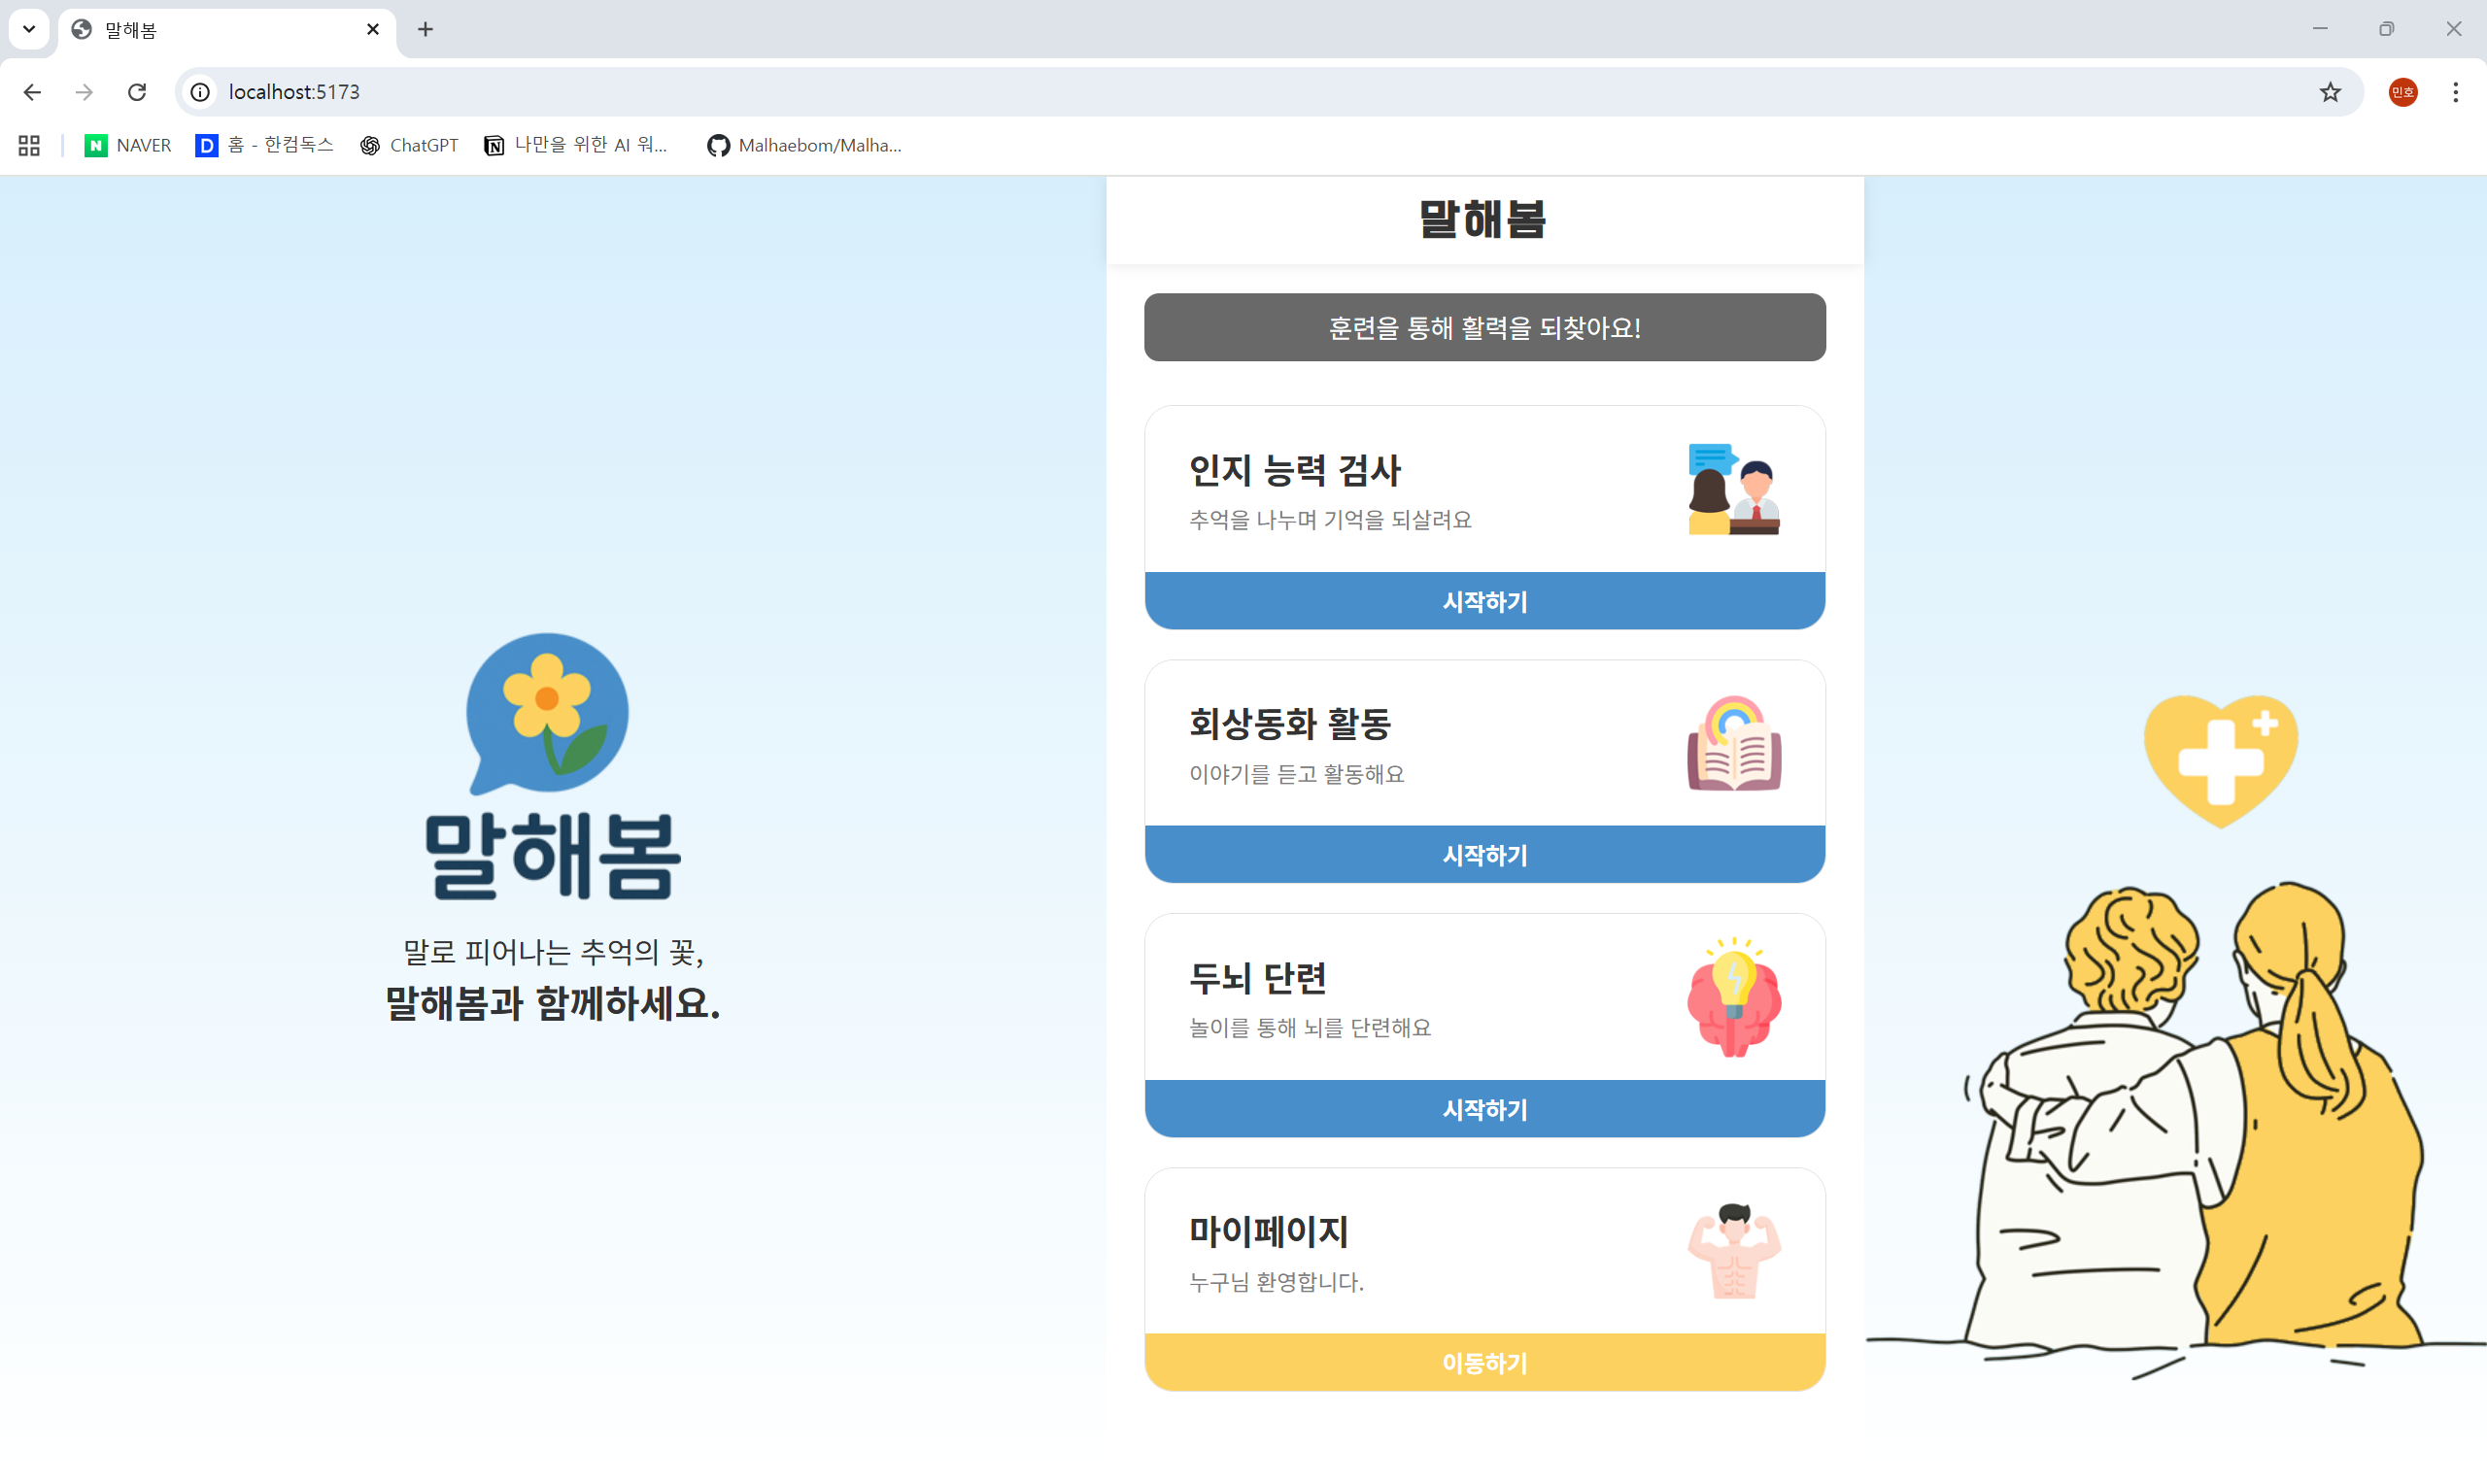 말해봄
localhost:5173
민호
NAVER
D 홈 - 한컴독스
ChatGPT
나만을 위한 AI 워...
Malhaebom/Malha...
말해봄
훈련을 통해 활력을 되찾아요!
인지 능력 검사
추억을 나누며 기억을 되살려요
시작하기
회상동화 활동
이야기를 듣고 활동해요
시작하기
두뇌 단련
놀이를 통해 뇌를 단련해요
시작하기
마이페이지
누구님 환영합니다.
이동하기
말해봄
말로 피어나는 추억의 꽃,
말해봄과 함께하세요.